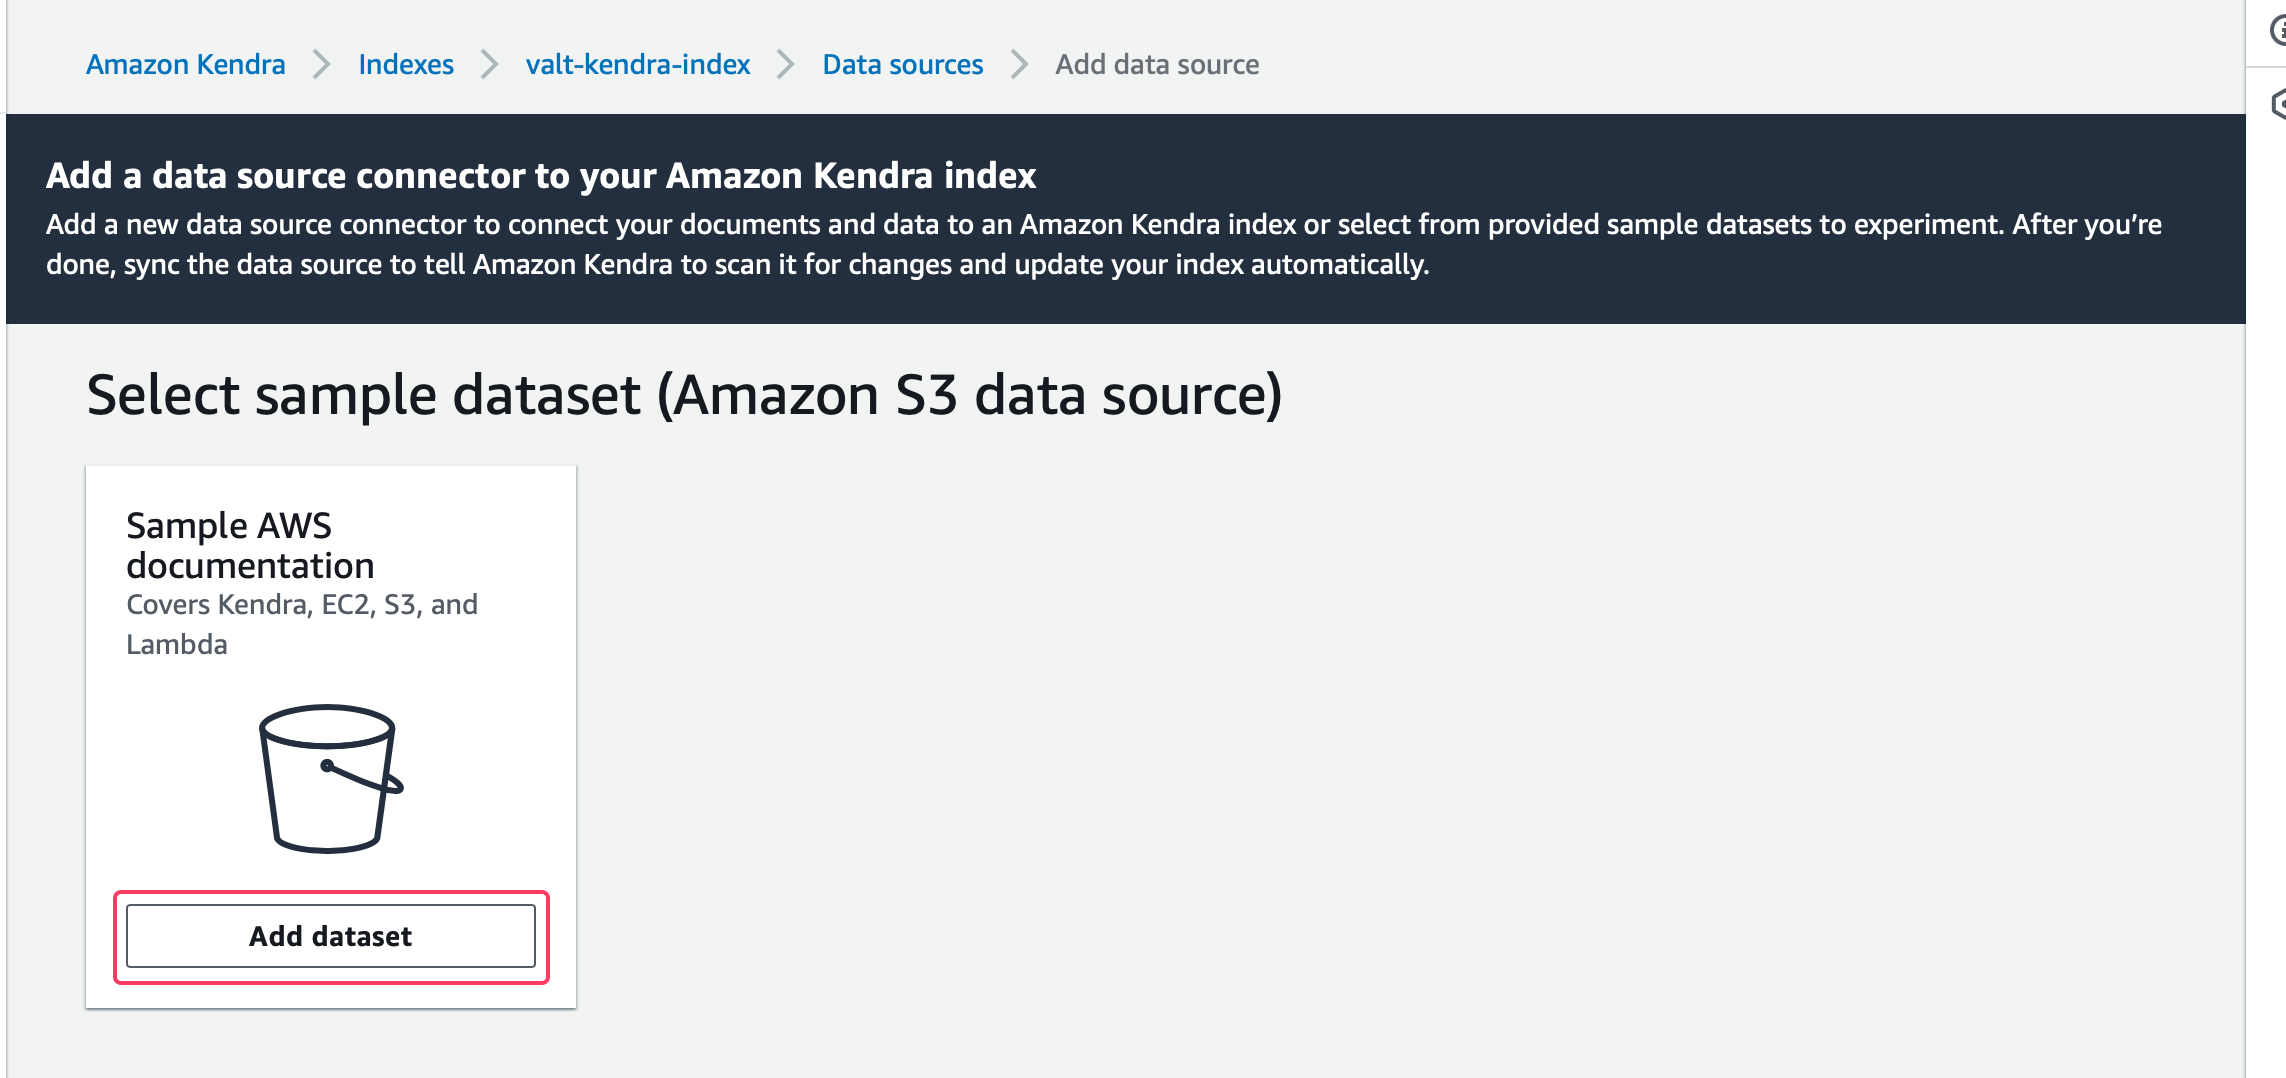 Amazon Kendra > Indexes > valt-kendra-index > Data sources > Add data source
Add a data source connector to your Amazon Kendra index
Add a new data source connector to connect your documents and data to an Amazon Kendra index or select from provided sample datasets to experiment. After you’re
done, sync the data source to tell Amazon Kendra to scan it for changes and update your index automatically.
Select sample dataset (Amazon S3 data source)
Sample AWS
documentation
Covers Kendra, EC2, S3, and
Lambda
Add dataset